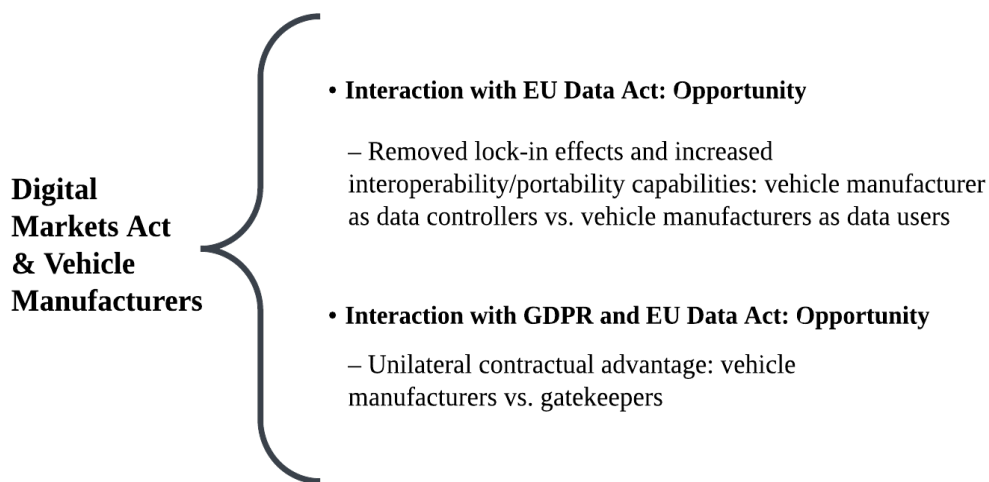 Digital
Markets Act
& Vehicle
Manufacturers
• Interaction with EU Data Act: Opportunity
– Removed lock-in effects and increased
interoperability/portability capabilities: vehicle manufacturer
as data controllers vs. vehicle manufacturers as data users
• Interaction with GDPR and EU Data Act: Opportunity
– Unilateral contractual advantage: vehicle
manufacturers vs. gatekeepers